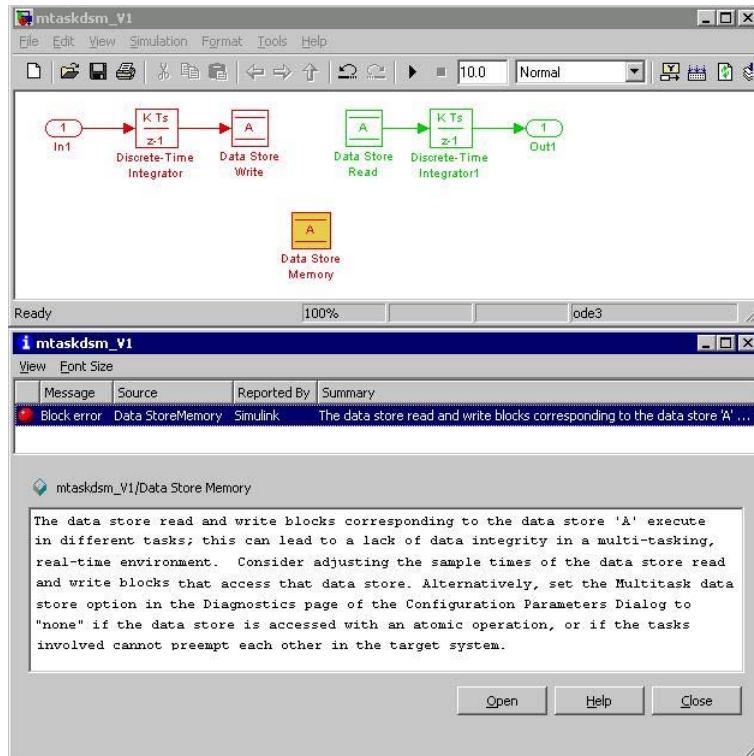 mtaskdsm_V1
File Edit View Simulation Format Tools Help
10.0 Normal
1 K Ts A A K Ts 1
z-1 z-1
In1 Discrete-Time Data Store Data Store Discrete-Time Out1
Integrator Write Read Integrator1
A
Data Store
Memory
Ready 100% ode3
mtaskdsm_V1
View Font Size
Message Source Reported By Summary
Block error Data StoreMemory Simulink The data store read and write blocks corresponding to the data store 'A' ...
mtaskdsm_V1/Data Store Memory
The data store read and write blocks corresponding to the data store 'A' execute
in different tasks; this can lead to a lack of data integrity in a multi-tasking,
real-time environment. Consider adjusting the sample times of the data store read
and write blocks that access that data store. Alternatively, set the Multitask data
store option in the Diagnostics page of the Configuration Parameters Dialog to
"none" if the data store is accessed with an atomic operation, or if the tasks
involved cannot preempt each other in the target system.
Open Help Close